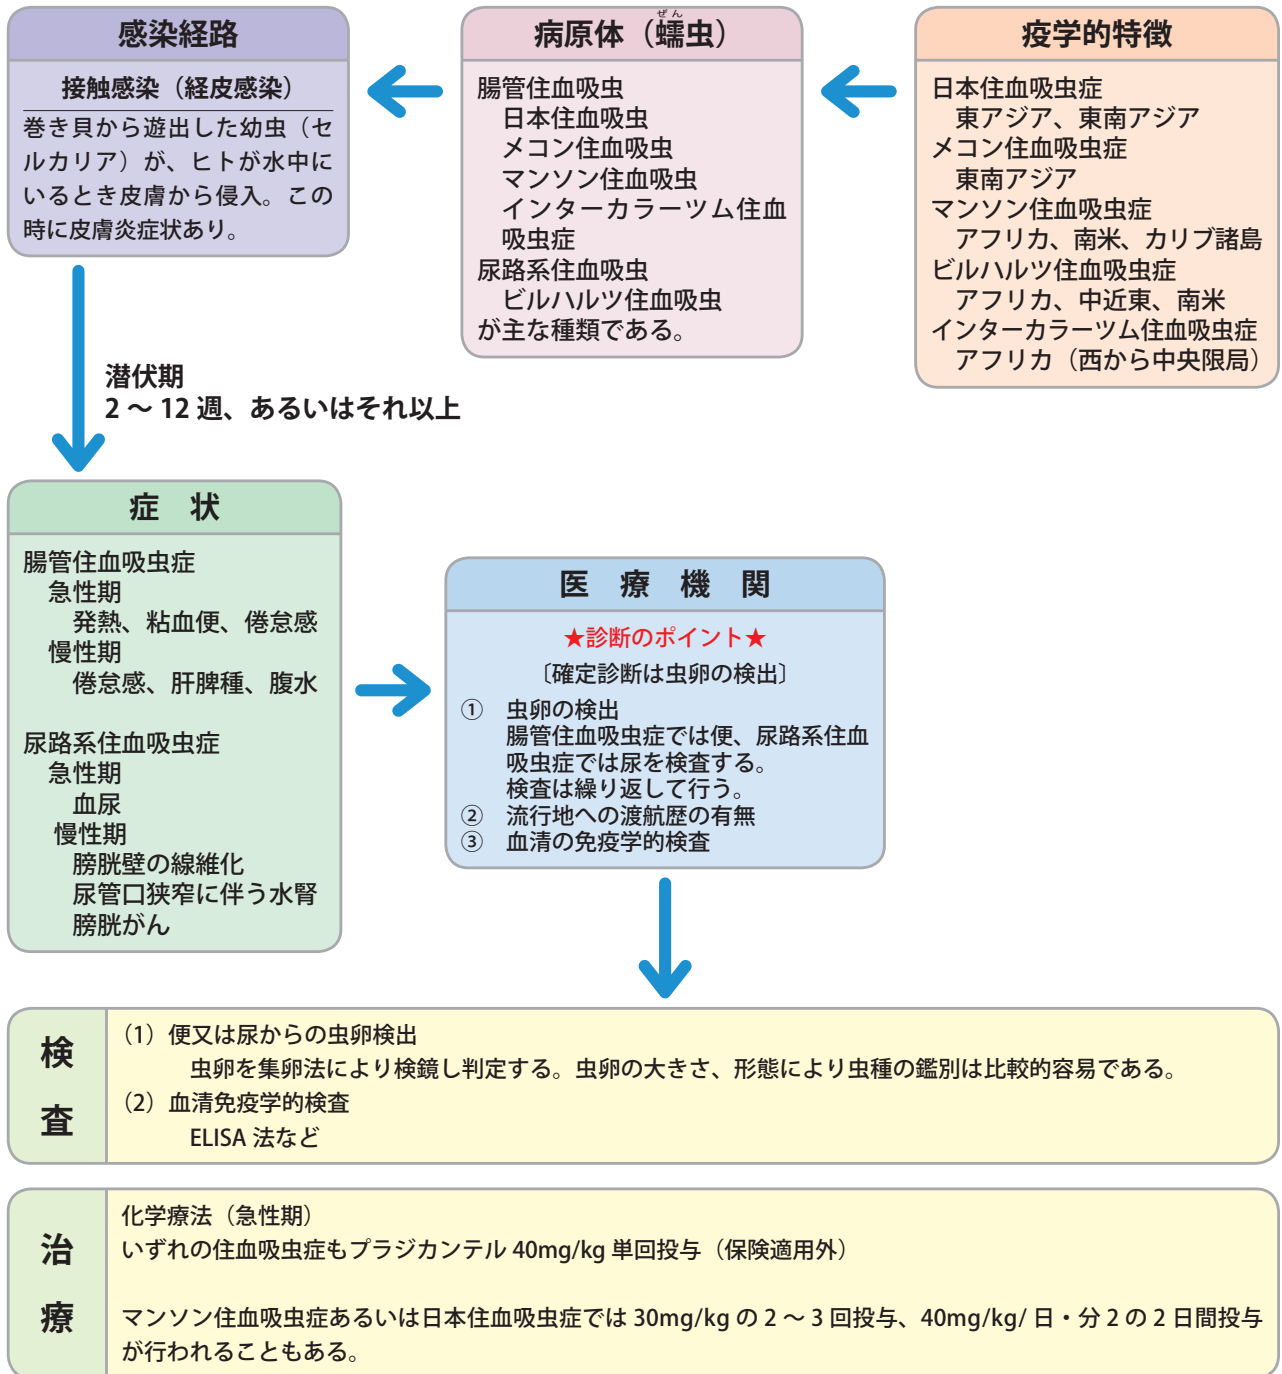 感染経路
接触感染（経皮感染）
巻き貝から遊出した幼虫（セ
ルカリア）が、ヒトが水中に
いるとき皮膚から侵入。この
時に皮膚炎症状あり。
ぜん
病原体（蠕虫）
腸管住血吸虫
日本住血吸虫
メコン住血吸虫
マンソン住血吸虫
インターカラーツム住血
吸虫症
尿路系住血吸虫
ビルハルツ住血吸虫
が主な種類である。
疫学的特徴
日本住血吸虫症
東アジア、東南アジア
メコン住血吸虫症
東南アジア
マンソン住血吸虫症
アフリカ、南米、カリブ諸島
ビルハルツ住血吸虫症
アフリカ、中近東、南米
インターカラーツム住血吸虫症
アフリカ（西から中央限局）
潜伏期
2 ～ 12 週、あるいはそれ以上
症　状
腸管住血吸虫症
急性期
発熱、粘血便、倦怠感
慢性期
倦怠感、肝脾種、腹水
尿路系住血吸虫症
急性期
血尿
慢性期
膀胱壁の線維化
尿管口狭窄に伴う水腎
膀胱がん
医　療　機　関
★診断のポイント★
〔確定診断は虫卵の検出〕
①　虫卵の検出
腸管住血吸虫症では便、尿路系住血
吸虫症では尿を検査する。
検査は繰り返して行う。
②　流行地への渡航歴の有無
③　血清の免疫学的検査
検査
（1）便又は尿からの虫卵検出
虫卵を集卵法により検鏡し判定する。虫卵の大きさ、形態により虫種の鑑別は比較的容易である。
（2）血清免疫学的検査
ELISA 法など
治療
化学療法（急性期）
いずれの住血吸虫症もプラジカンテル 40mg/kg 単回投与（保険適用外）
マンソン住血吸虫症あるいは日本住血吸虫症では 30mg/kg の 2 ～ 3 回投与、40mg/kg/ 日・分 2 の 2 日間投与
が行われることもある。